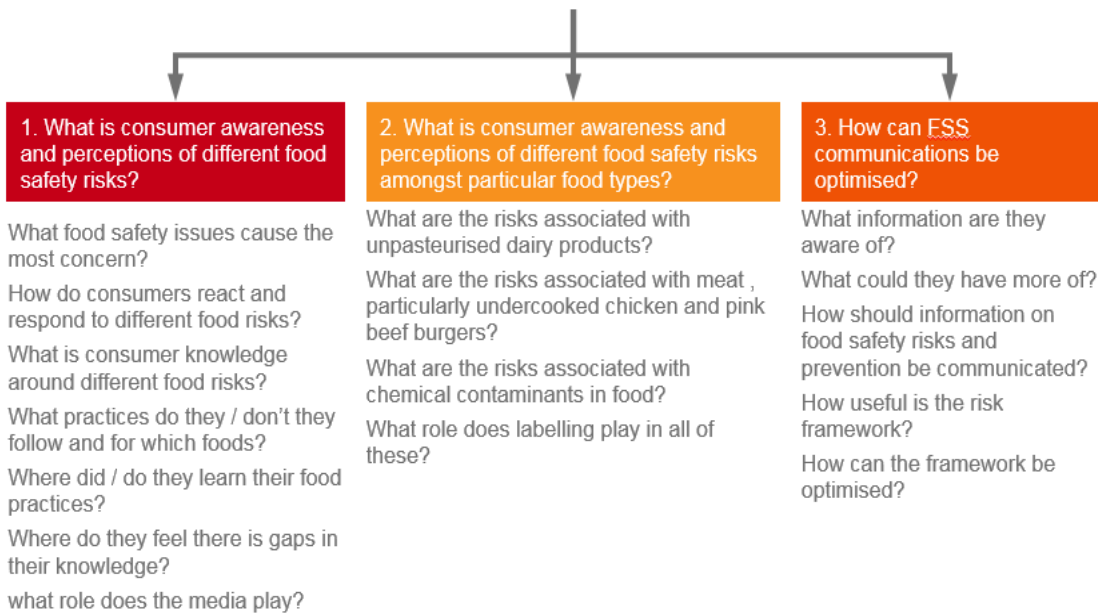 1. What is consumer awareness
and perceptions of different food
safety risks?
What food safety issues cause the
most concern?
How do consumers react and
respond to different food risks?
What is consumer knowledge
around different food risks?
What practices do they / don’t they
follow and for which foods?
Where did / do they learn their food
practices?
Where do they feel there is gaps in
their knowledge?
what role does the media play?
2. What is consumer awareness and
perceptions of different food safety risks
amongst particular food types?
What are the risks associated with
unpasteurised dairy products?
What are the risks associated with meat ,
particularly undercooked chicken and pink
beef burgers?
What are the risks associated with
chemical contaminants in food?
What role does labelling play in all of
these?
3. How can FSS
communications be
optimised?
What information are they
aware of?
What could they have more of?
How should information on
food safety risks and
prevention be communicated?
How useful is the risk
framework?
How can the framework be
optimised?